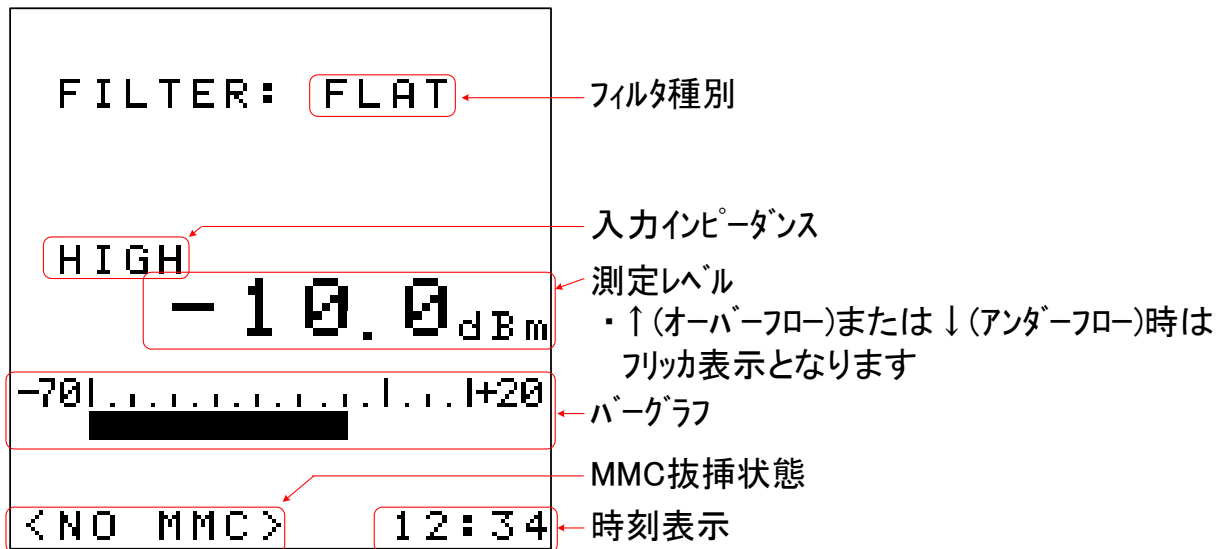 FILTER: FLAT
フィルタ種別
入力インピーダンス
HIGH
測定レベル
-10.0dBm
・↑(オーバーフロー)または↓(アンダーフロー)時は
フリッカ表示となります
-70 +20
バーグラフ
MMC抜挿状態
<NO MMC> 12:34
時刻表示